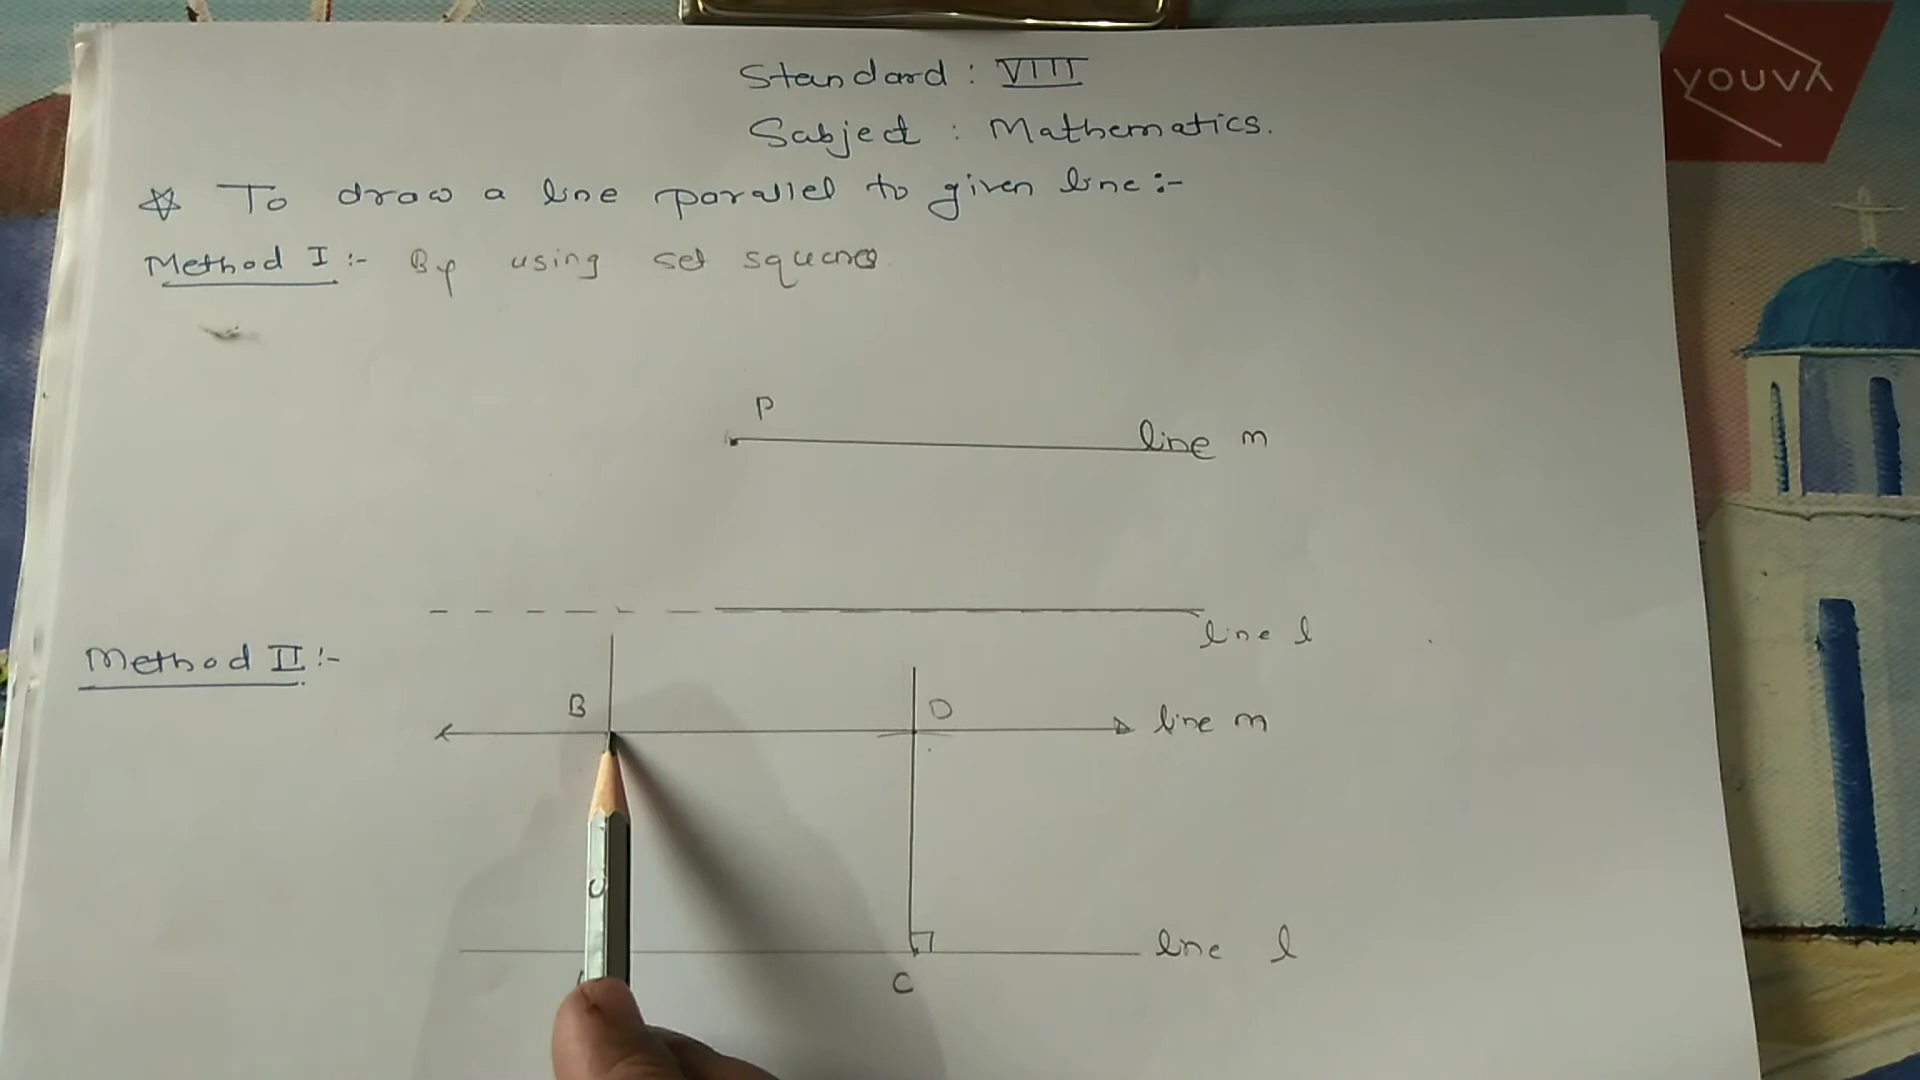 Standard : VIII
YOUVA
Subject : Mathematics.
☆ To draw a line parallel to given line :-
Method I :- By using set
P
line m
line l
Method II :-
B
D
line m
C
line l
C